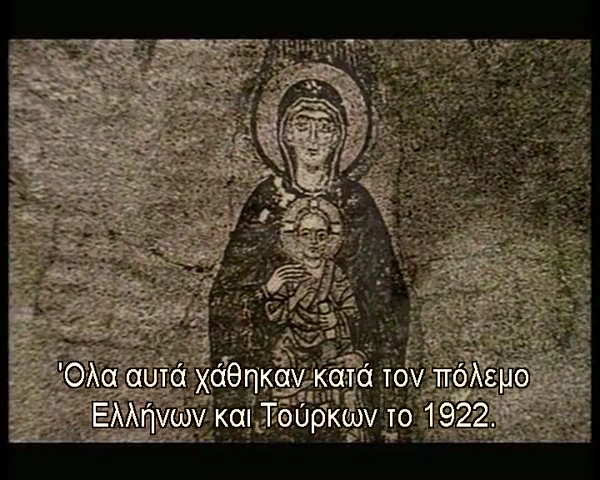 'Ολα αυτά χάθηκαν κατά τον πόλεμο
Ελλήνων και Τούρκων το 1922.